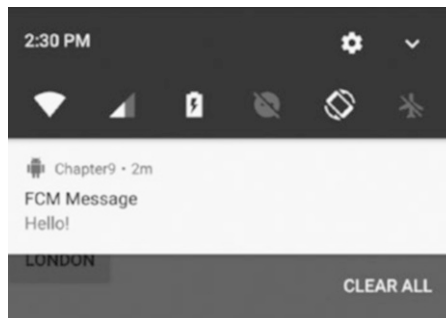 2:30 PM
Chapter9 • 2m
FCM Message
Hello!
LONDON
CLEAR ALL